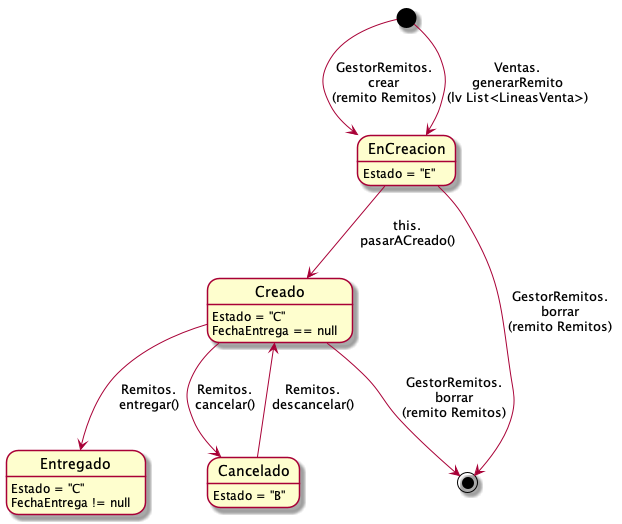 GestorRemitos.
crear
(remito Remitos)
Ventas.
generarRemito
(lv List<LineasVenta>)
EnCreacion
Estado = "E"
this.
pasarACreado()
GestorRemitos.
borrar
(remito Remitos)
Creado
Estado = "C"
FechaEntrega == null
Remitos.
entregar()
Remitos.
cancelar()
Remitos.
descancelar()
GestorRemitos.
borrar
(remito Remitos)
Entregado
Estado = "C"
FechaEntrega != null
Cancelado
Estado = "B"